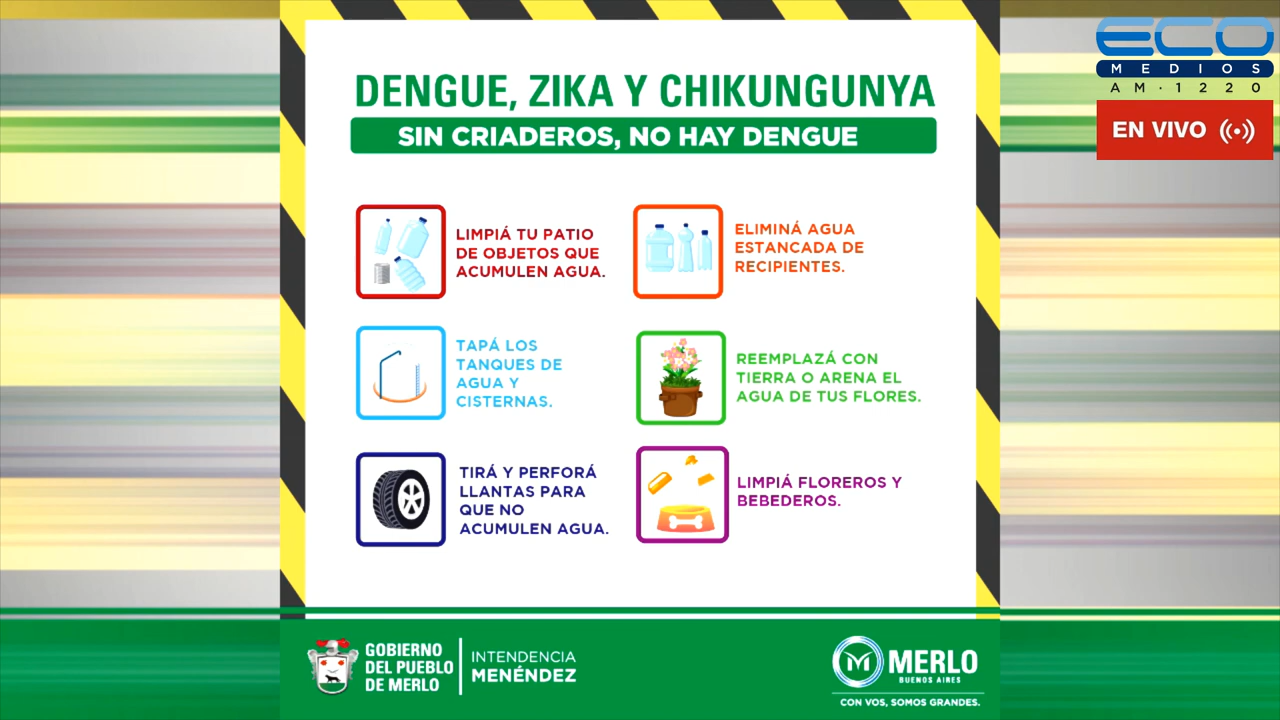 ECO
MEDIOS
AM·1220
EN VIVO
DENGUE, ZIKA Y CHIKUNGUNYA
SIN CRIADEROS, NO HAY DENGUE
LIMPIÁ TU PATIO
DE OBJETOS QUE
ACUMULEN AGUA.
ELIMINÁ AGUA
ESTANCADA DE
RECIPIENTES.
TAPÁ LOS
TANQUES DE
AGUA Y
CISTERNAS.
REEMPLAZÁ CON
TIERRA O ARENA EL
AGUA DE TUS FLORES.
TIRÁ Y PERFORÁ
LLANTAS PARA
QUE NO
ACUMULEN AGUA.
LIMPIÁ FLOREROS Y
BEBEDEROS.
GOBIERNO
DEL PUEBLO
DE MERLO
INTENDENCIA
MENÉNDEZ
MERLO
BUENOS AIRES
CON VOS, SOMOS GRANDES.